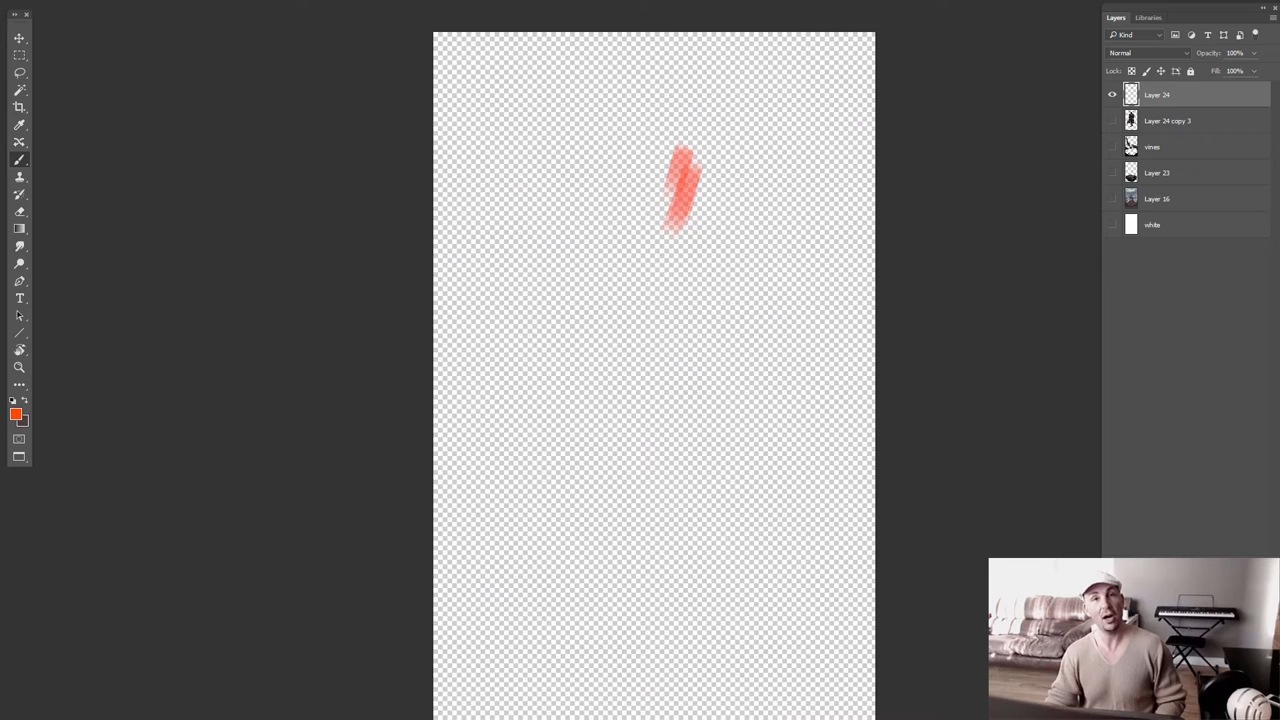 Layers Libraries
Kind
Normal Opacity: 100%
Lock: Fill: 100%
Layer 24
Layer 24 copy 3
vines
Layer 23
Layer 16
white